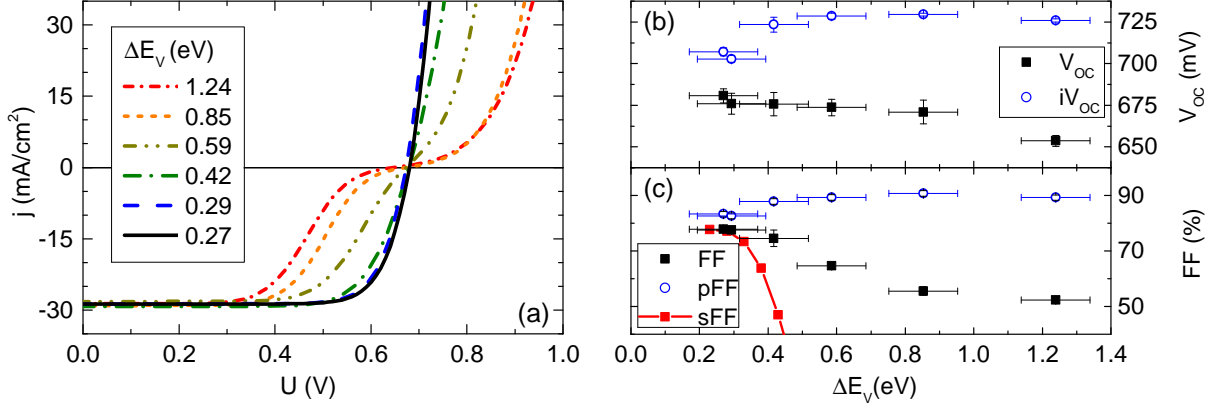 ΔE_V (eV)
1.24
0.85
0.59
0.42
0.29
0.27
30
15
0
-15
-30
j (mA/cm²)
(a)
0.0 0.2 0.4 0.6 0.8 1.0
U (V)
(b)
V_OC
iV_OC
725
700
675
650
V_OC (mV)
(c)
FF
pFF
sFF
90
70
50
FF (%)
0.0 0.2 0.4 0.6 0.8 1.0 1.2 1.4
ΔE_V(eV)